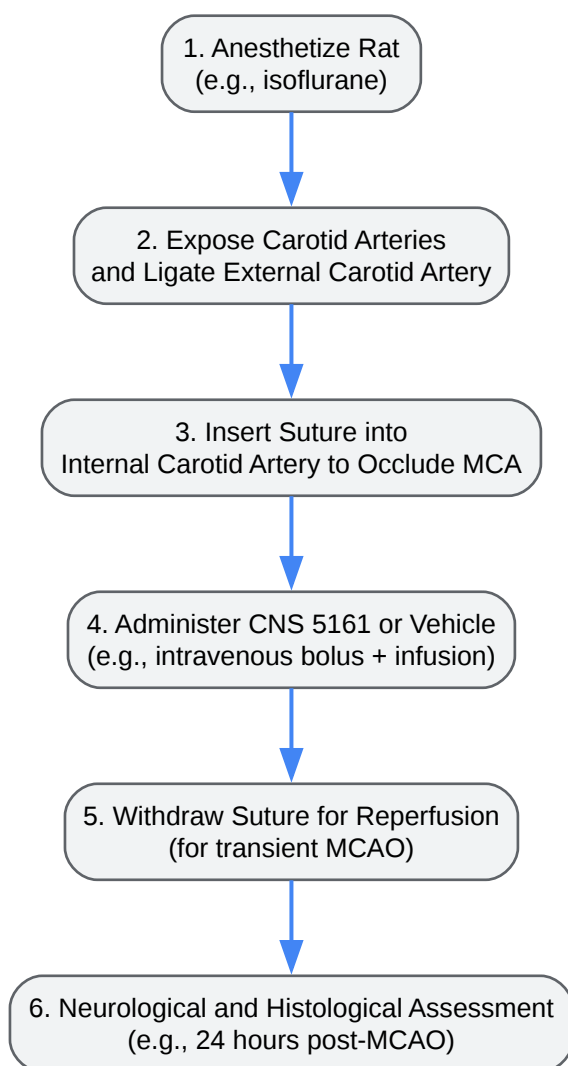 1. Anesthetize Rat
(e.g., isoflurane)
2. Expose Carotid Arteries
and Ligate External Carotid Artery
3. Insert Suture into
Internal Carotid Artery to Occlude MCA
4. Administer CNS 5161 or Vehicle
(e.g., intravenous bolus + infusion)
5. Withdraw Suture for Reperfusion
(for transient MCAO)
6. Neurological and Histological Assessment
(e.g., 24 hours post-MCAO)